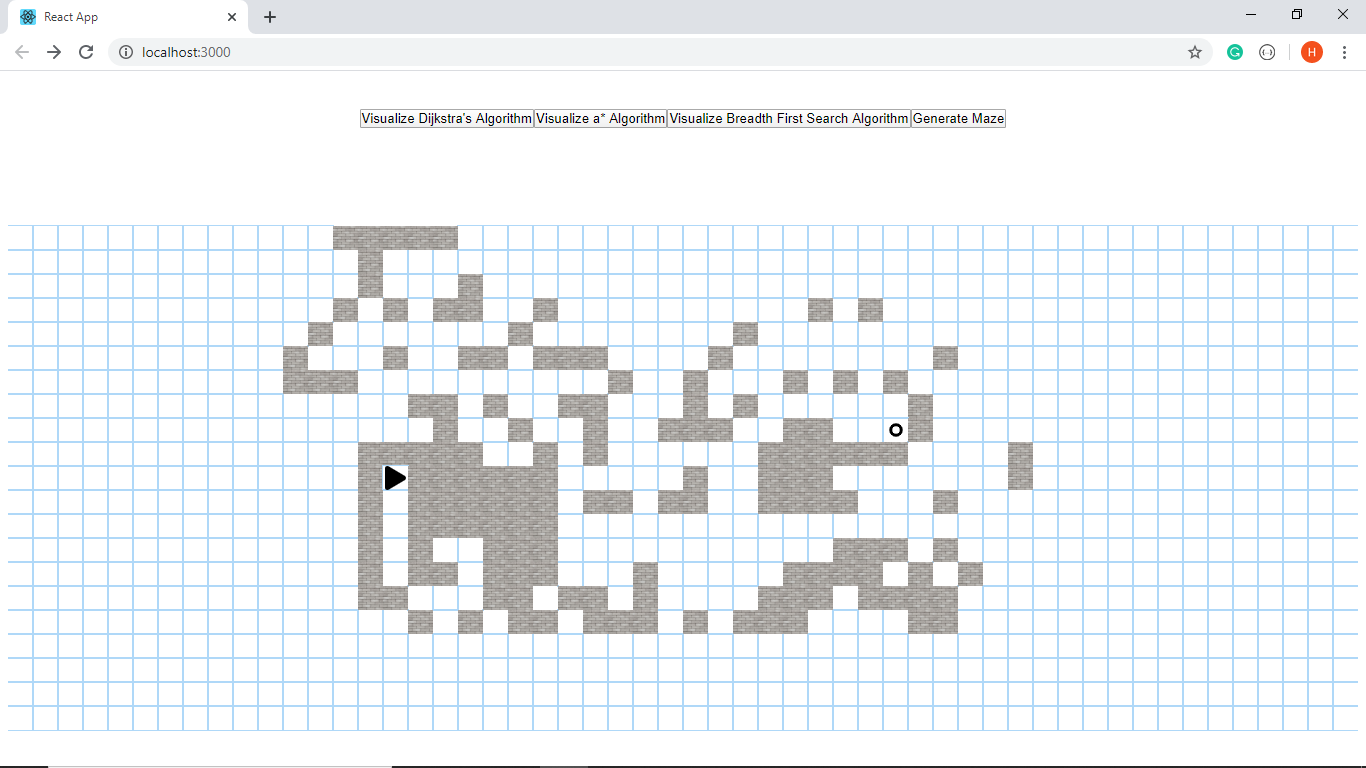 React App
localhost:3000
H
Visualize Dijkstra's Algorithm Visualize a* Algorithm Visualize Breadth First Search Algorithm Generate Maze